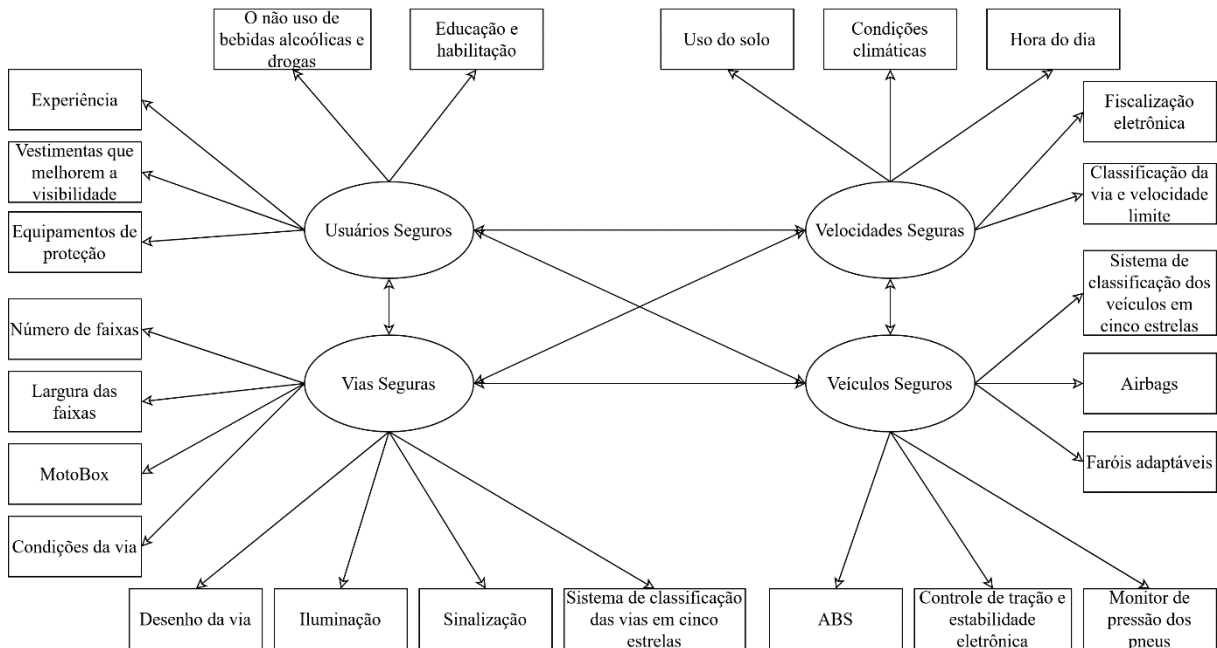 O não uso de
bebidas alcoólicas e
drogas
Educação e
habilitação
Uso do solo
Condições
climáticas
Hora do dia
Experiência
Fiscalização
eletrônica
Vestimentas que
melhorem a
visibilidade
Classificação da
via e velocidade
limite
Equipamentos de
proteção
Usuários Seguros
Velocidades Seguras
Sistema de
classificação dos
veículos em
cinco estrelas
Número de faixas
Vias Seguras
Veículos Seguros
Airbags
Largura das
faixas
Faróis adaptáveis
MotoBox
Condições da via
Desenho da via
Iluminação
Sinalização
Sistema de classificação
das vias em cinco
estrelas
ABS
Controle de tração e
estabilidade
eletrônica
Monitor de
pressão dos
pneus